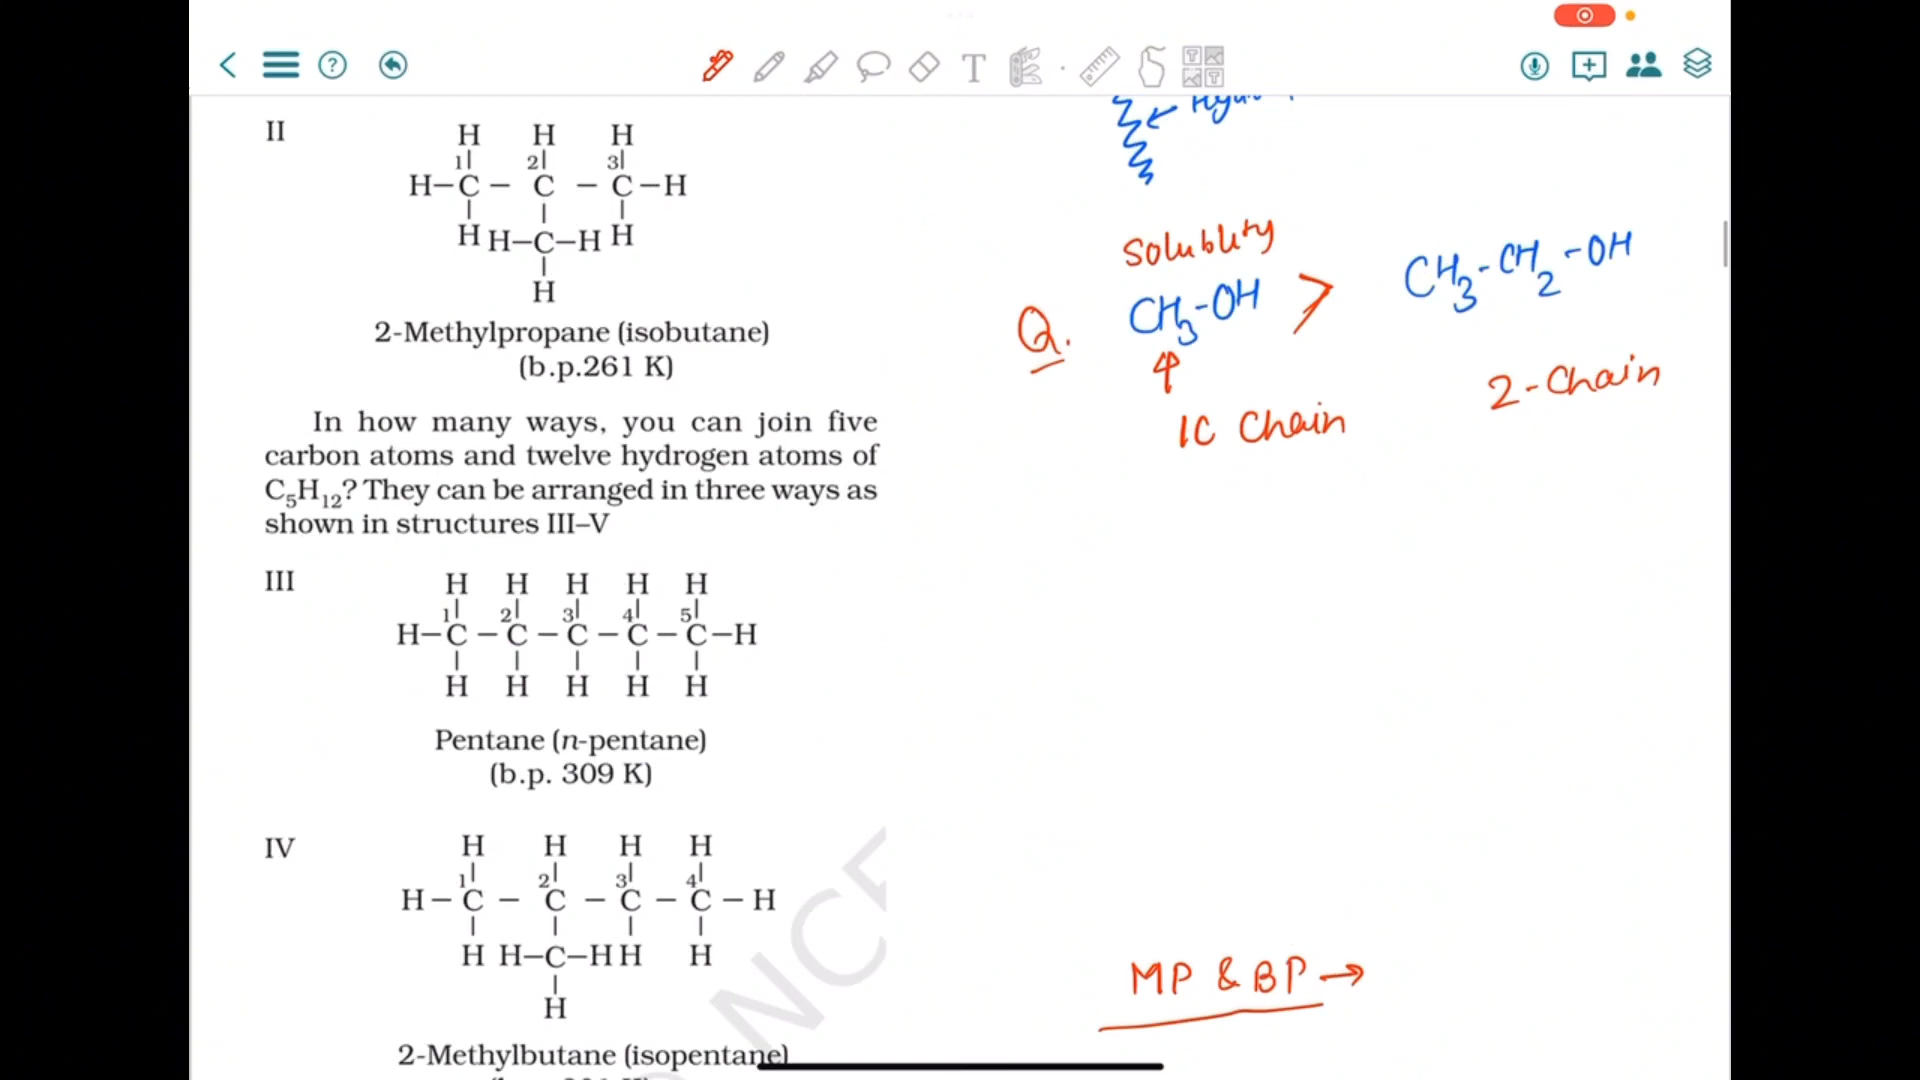 II
H H H
1 2 3
H–C – C – C–H
H H–C–H H
H
2-Methylpropane (isobutane)
(b.p.261 K)
In how many ways, you can join five
carbon atoms and twelve hydrogen atoms of
C5H12? They can be arranged in three ways as
shown in structures III–V
III
H H H H H
1 2 3 4 5
H–C – C – C – C – C–H
H H H H H
Pentane (n-pentane)
(b.p. 309 K)
IV
H H H H
1 2 3 4
H – C – C – C – C – H
H H–C–H H H
H
2-Methylbutane (isopentane)
Solublity
Q. CH3-OH > CH3-CH2-OH
1C Chain
2-Chain
MP & BP →
T